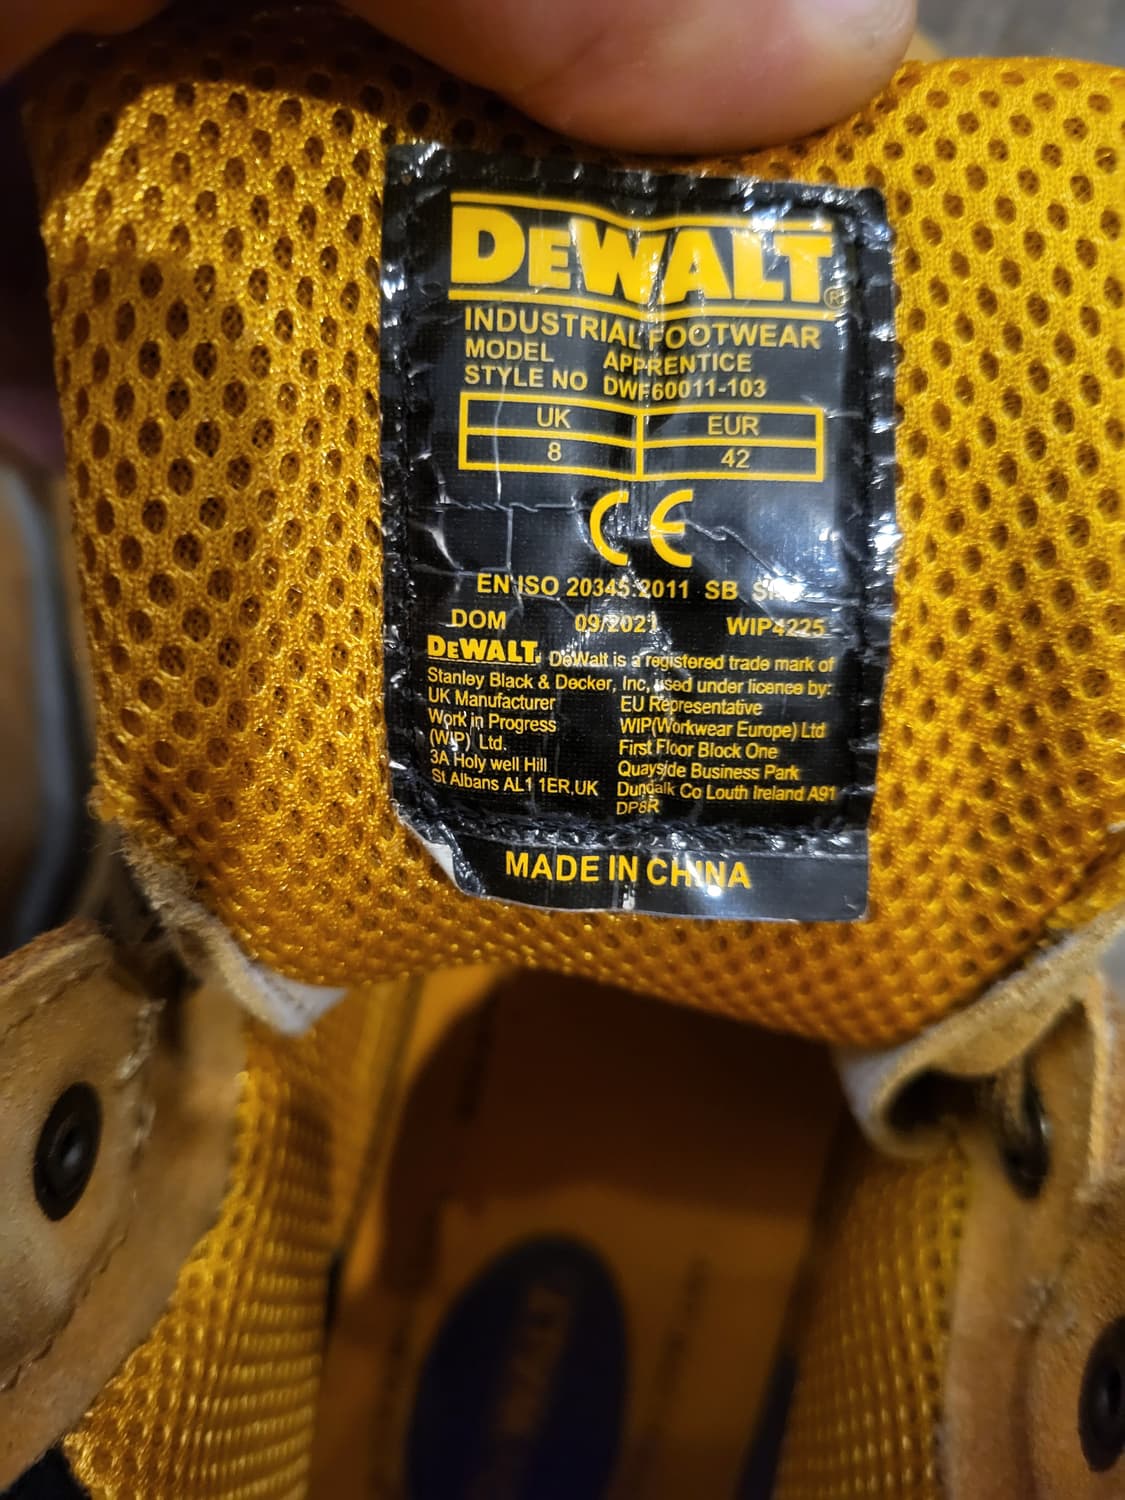 DEWALT®
INDUSTRIAL FOOTWEAR
MODEL APPRENTICE
STYLE NO DWF60011-103
UK EUR
8 42
CE
EN ISO 20345:2011 SB
DOM 09/2021 WIP4225
DEWALT. DeWalt is a registered trade mark of
Stanley Black & Decker, Inc, used under licence by:
UK Manufacturer
Work in Progress
(WIP) Ltd.
3A Holy well Hill
St Albans AL1 1ER,UK
EU Representative
WIP(Workwear Europe) Ltd
First Floor Block One
Quayside Business Park
Dundalk Co Louth Ireland A91
DP8R
MADE IN CHINA